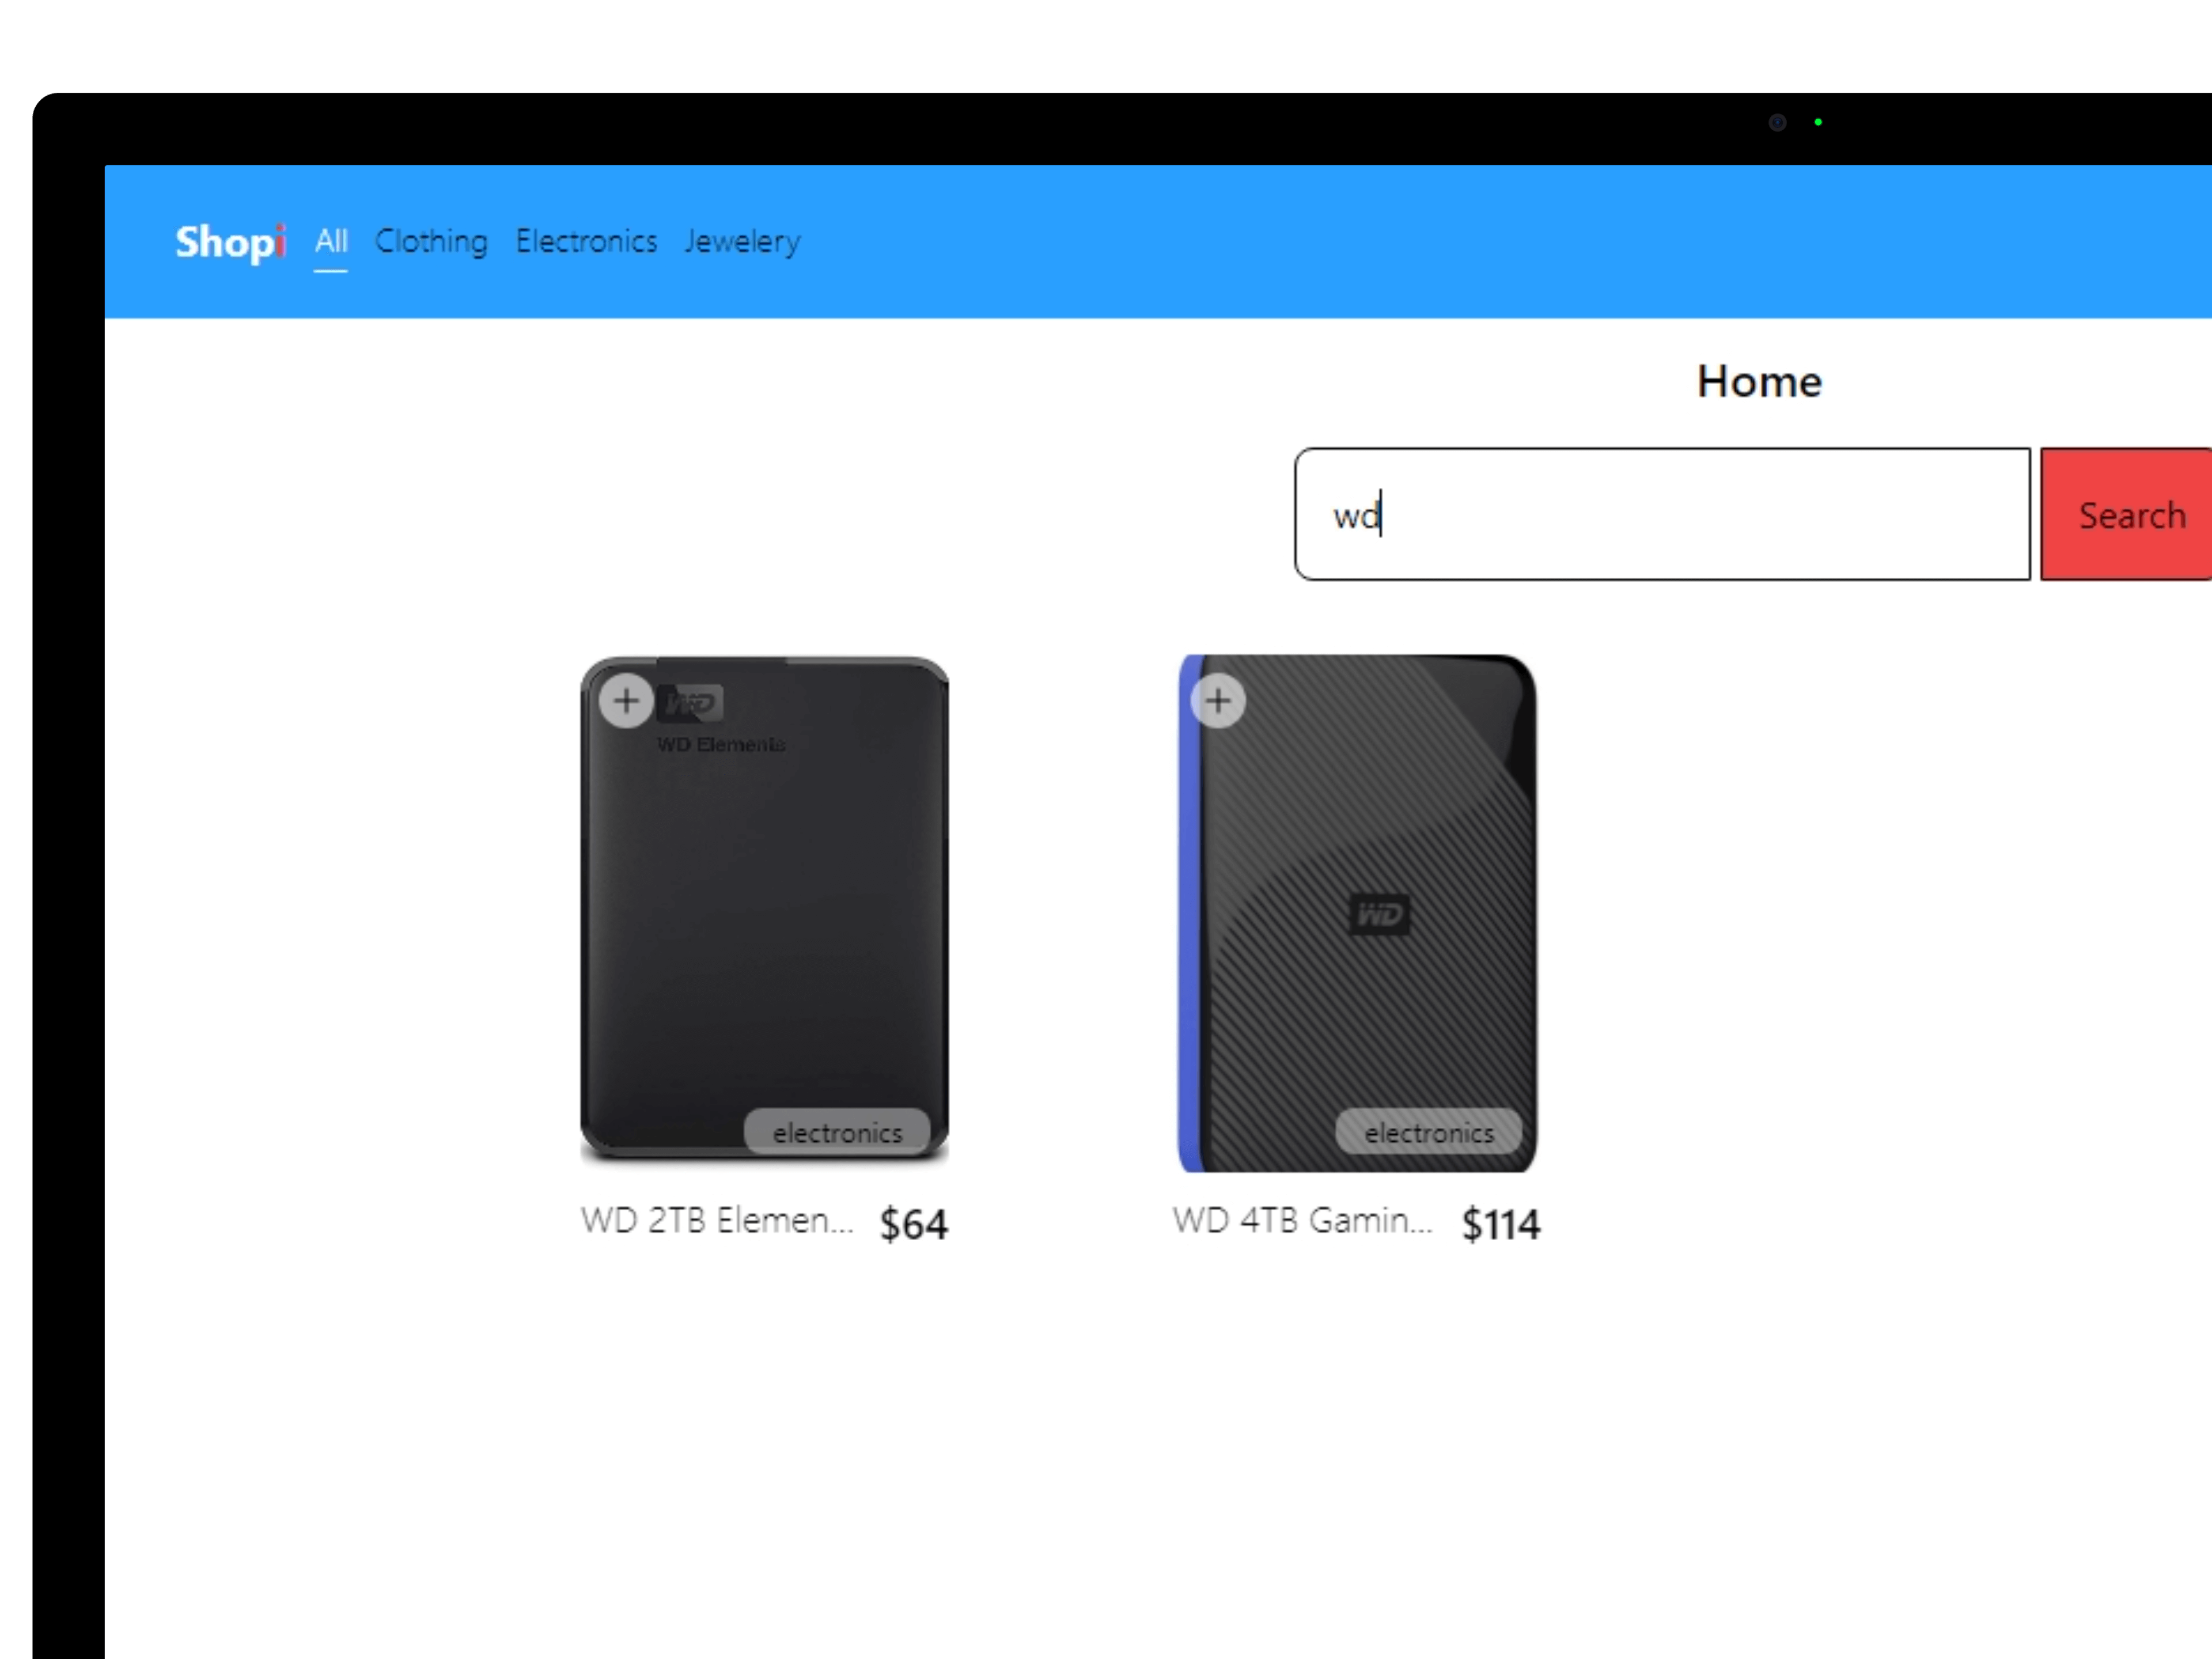 Shopi All Clothing Electronics Jewelery
Home
wd
Search
WD
WD Elements
WD
electronics
electronics
WD 2TB Elemen... $64
WD 4TB Gamin... $114